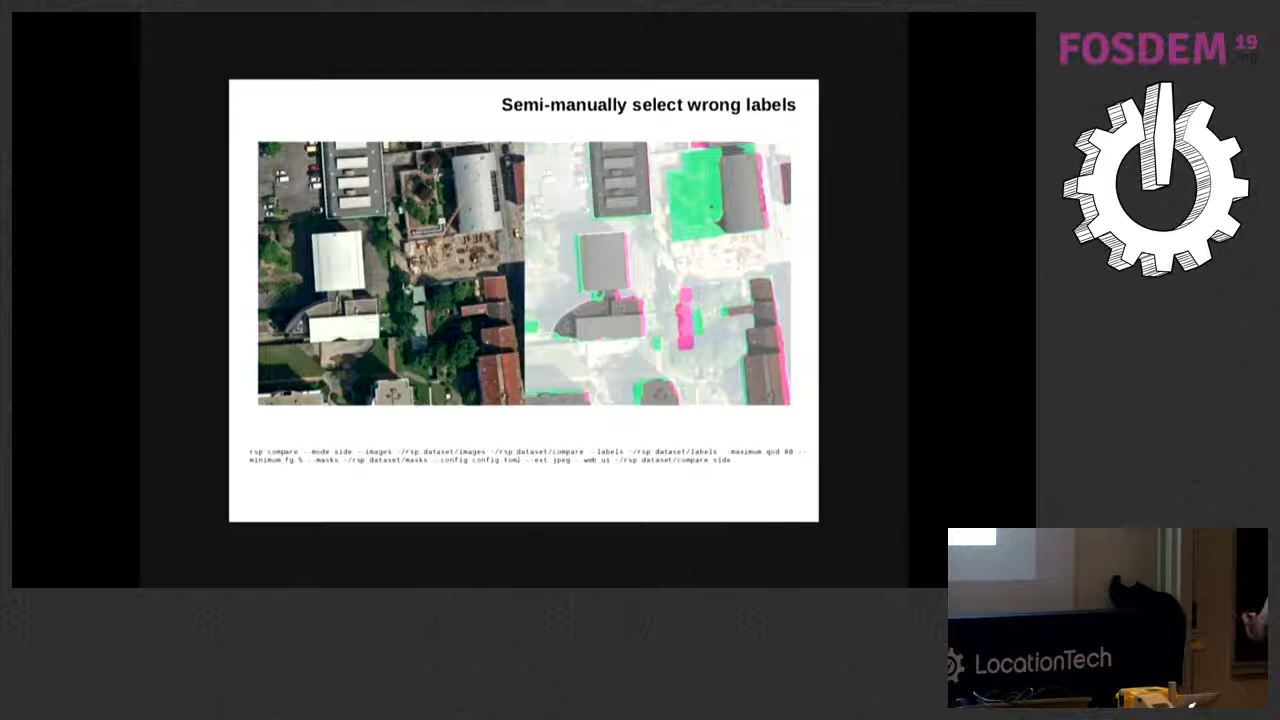 FOSDEM 19
.org
Semi-manually select wrong labels
rsp compare --mode side --images ~/rsp_dataset/images ~/rsp_dataset/compare --labels ~/rsp_dataset/labels --maximum_qod 80 --
minimum_fg 5 --masks ~/rsp_dataset/masks --config config.toml --ext jpeg --web_ui ~/rsp_dataset/compare_side
LocationTech